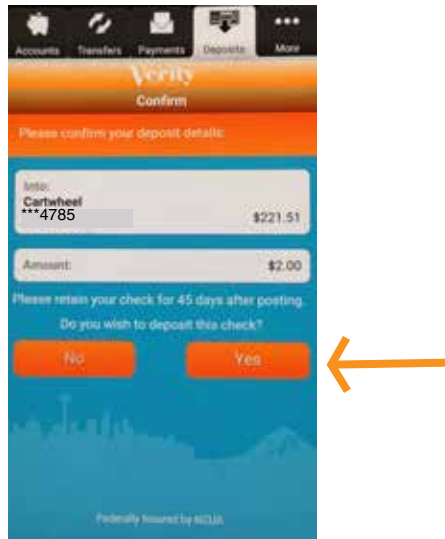 Accounts Transfers Payments Deposits More
Verity
Confirm
Please confirm your deposit details:
Into:
Cartwheel
***4785 $221.51
Amount: $2.00
Please retain your check for 45 days after posting.
Do you wish to deposit this check?
No Yes
Federally Insured by NCUA